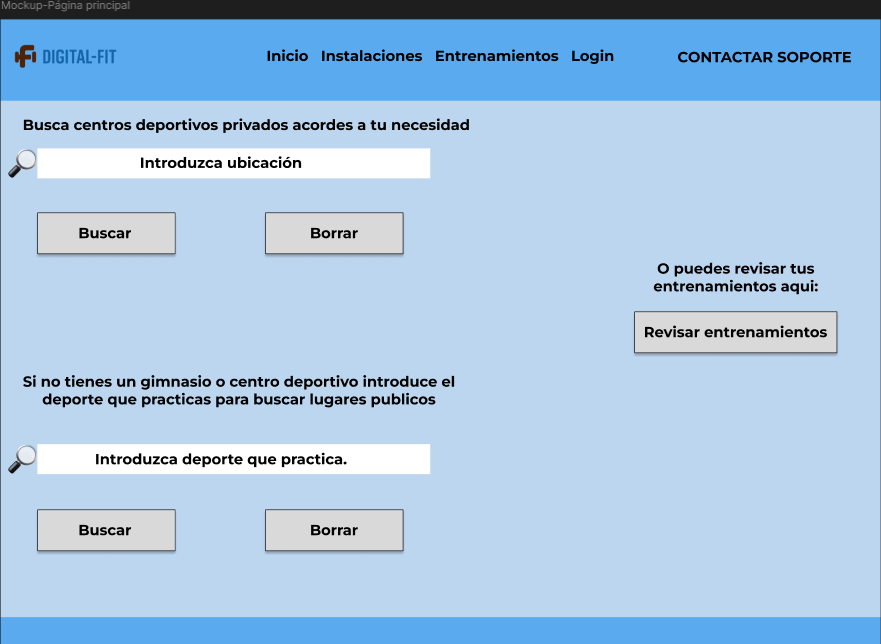 Mockup-Página principal
DIGITAL-FIT
Inicio Instalaciones Entrenamientos Login
CONTACTAR SOPORTE
Busca centros deportivos privados acordes a tu necesidad
Introduzca ubicación
Buscar
Borrar
O puedes revisar tus
entrenamientos aqui:
Revisar entrenamientos
Si no tienes un gimnasio o centro deportivo introduce el
deporte que practicas para buscar lugares publicos
Introduzca deporte que practica.
Buscar
Borrar